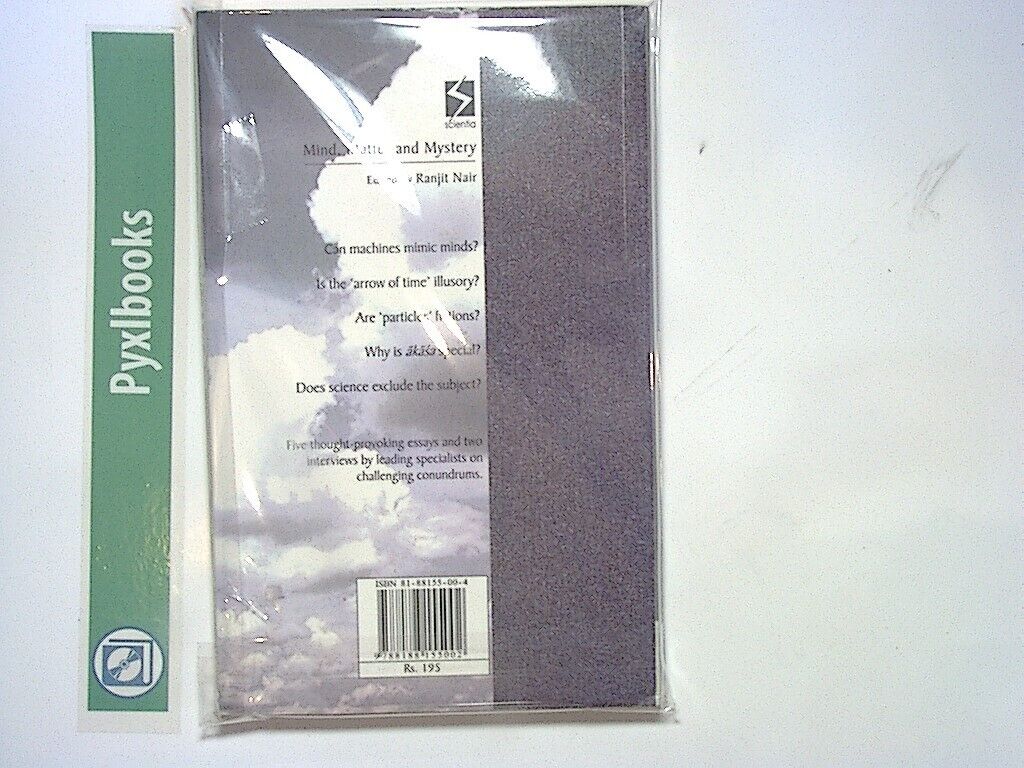 Pyxlbooks
scientia
Mind, Matter and Mystery
Edited by Ranjit Nair
Can machines mimic minds?
Is the 'arrow of time' illusory?
Are 'particles' fictions?
Why is ākāśa special?
Does science exclude the subject?
Five thought-provoking essays and two
interviews by leading specialists on
challenging conundrums.
ISBN 81-88155-00-4
9788188155002
Rs. 195